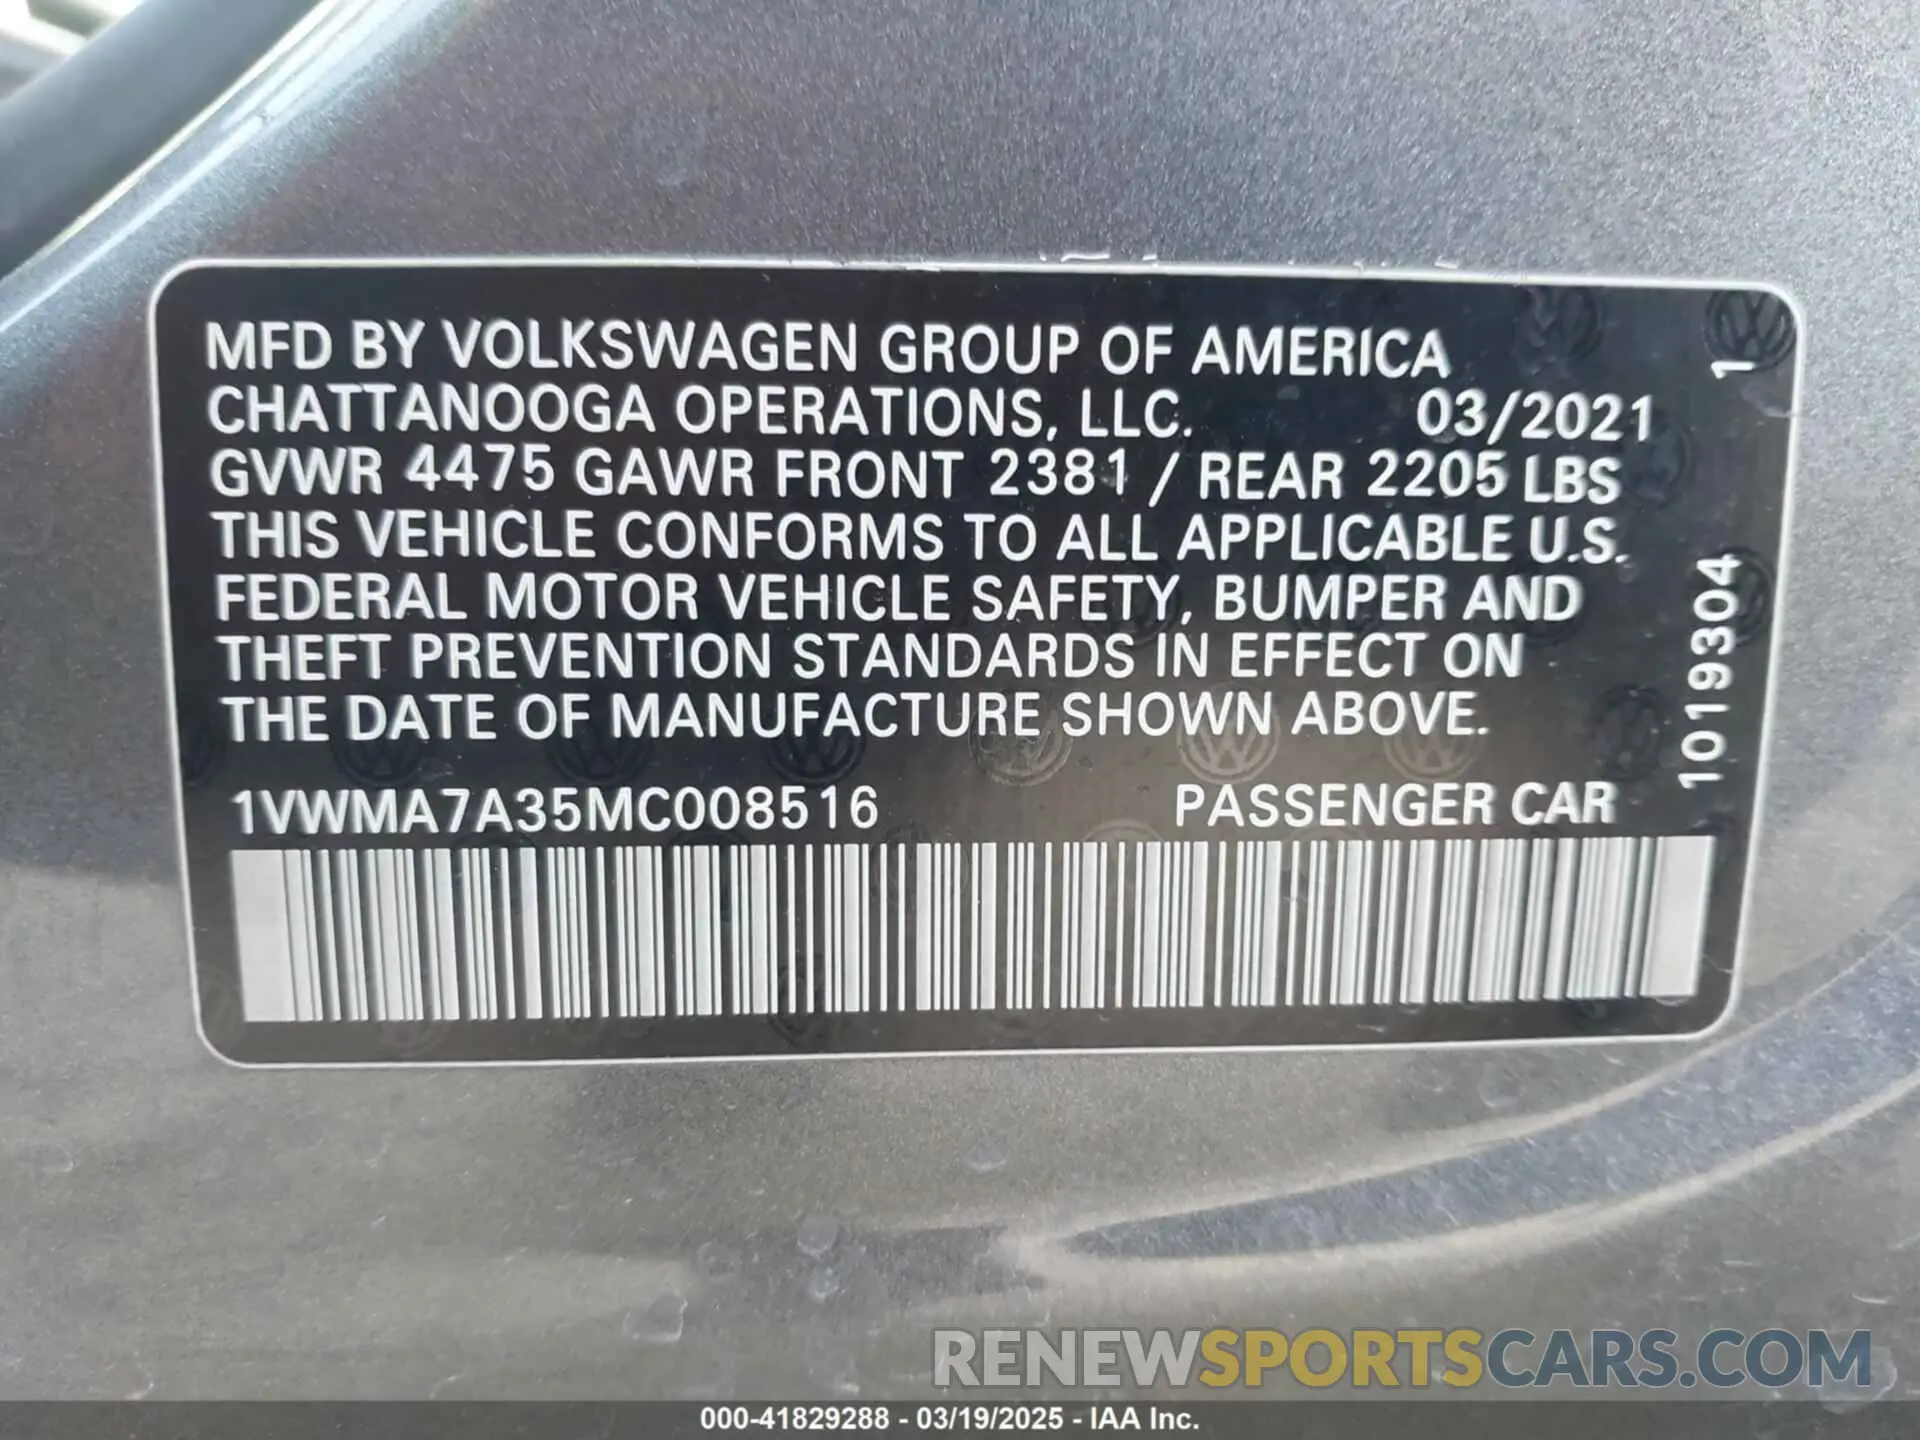 MFD BY VOLKSWAGEN GROUP OF AMERICA
CHATTANOOGA OPERATIONS, LLC. 03/2021
GVWR 4475 GAWR FRONT 2381 / REAR 2205 LBS
THIS VEHICLE CONFORMS TO ALL APPLICABLE U.S.
FEDERAL MOTOR VEHICLE SAFETY, BUMPER AND
THEFT PREVENTION STANDARDS IN EFFECT ON
THE DATE OF MANUFACTURE SHOWN ABOVE.
1VWMA7A35MC008516 PASSENGER CAR
1019304 1
RENEWSPORTSCARS.COM
000-41829288 - 03/19/2025 - IAA Inc.